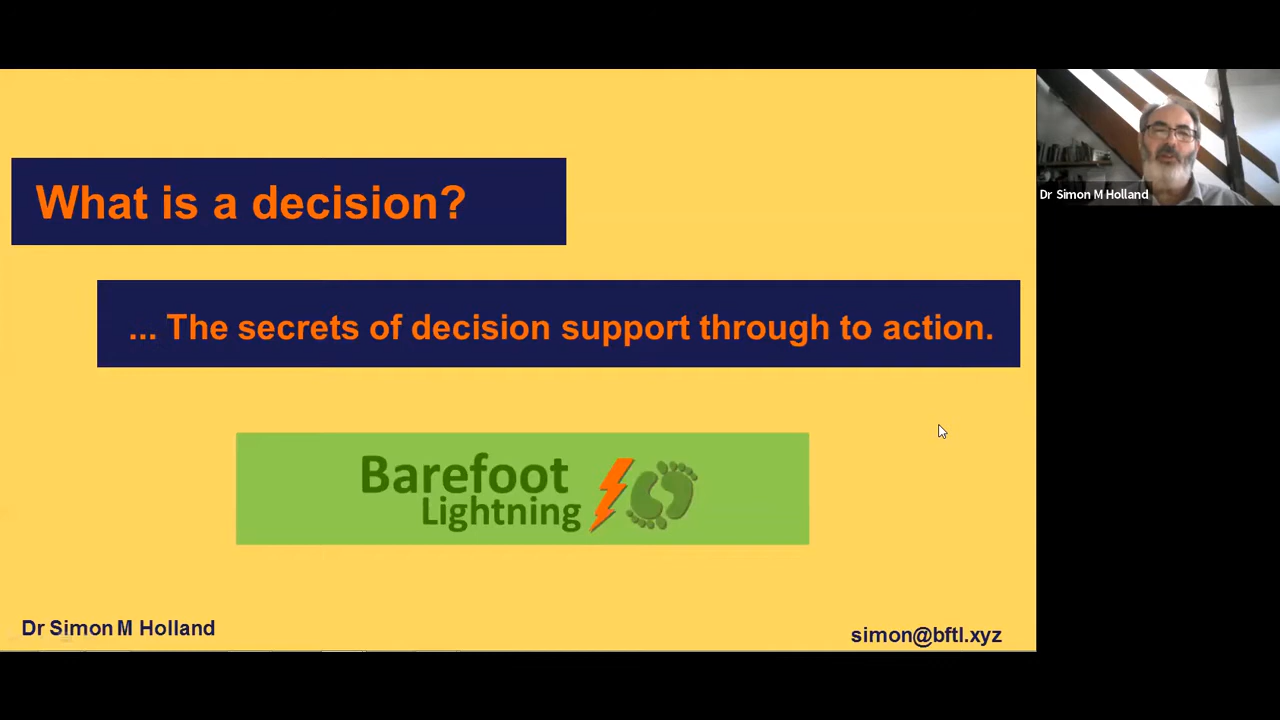 What is a decision?
... The secrets of decision support through to action.
Barefoot
Lightning
Dr Simon M Holland
simon@bftl.xyz
Dr Simon M Holland